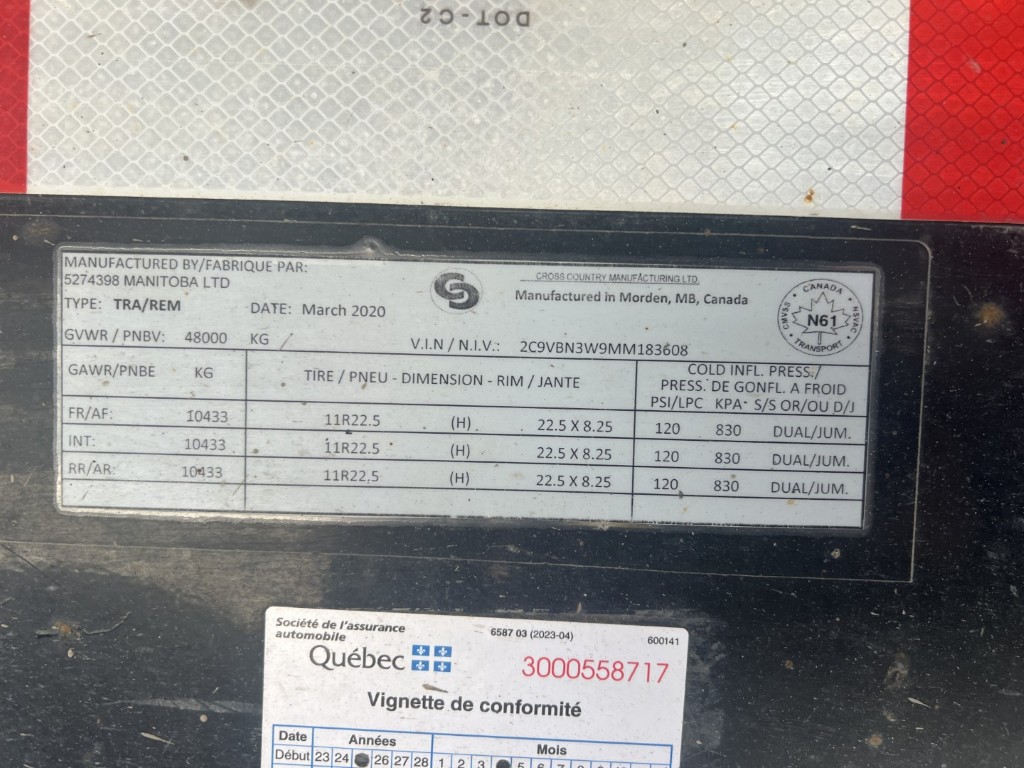 DOT-C2
MANUFACTURED BY/FABRIQUE PAR:
5274398 MANITOBA LTD
TYPE: TRA/REM DATE: March 2020
GVWR / PNBV: 48000 KG V.I.N / N.I.V.: 2C9VBN3W9MM183608
CROSS COUNTRY MANUFACTURING LTD.
Manufactured in Morden, MB, Canada
CANADA
CMVSS N61 NSVAC
TRANSPORT
GAWR/PNBE KG TIRE / PNEU - DIMENSION - RIM / JANTE COLD INFL. PRESS./
PRESS. DE GONFL. A FROID
PSI/LPC KPA- S/S OR/OU D/J
FR/AF: 10433 11R22.5 (H) 22.5 X 8.25 120 830 DUAL/JUM.
INT: 10433 11R22.5 (H) 22.5 X 8.25 120 830 DUAL/JUM.
RR/AR: 10433 11R22.5 (H) 22.5 X 8.25 120 830 DUAL/JUM.
Société de l'assurance
automobile
Québec
6587 03 (2023-04) 600141
3000558717
Vignette de conformité
Date Années Mois
Début 23 24 26 27 28 1 2 3 5 6 7 8